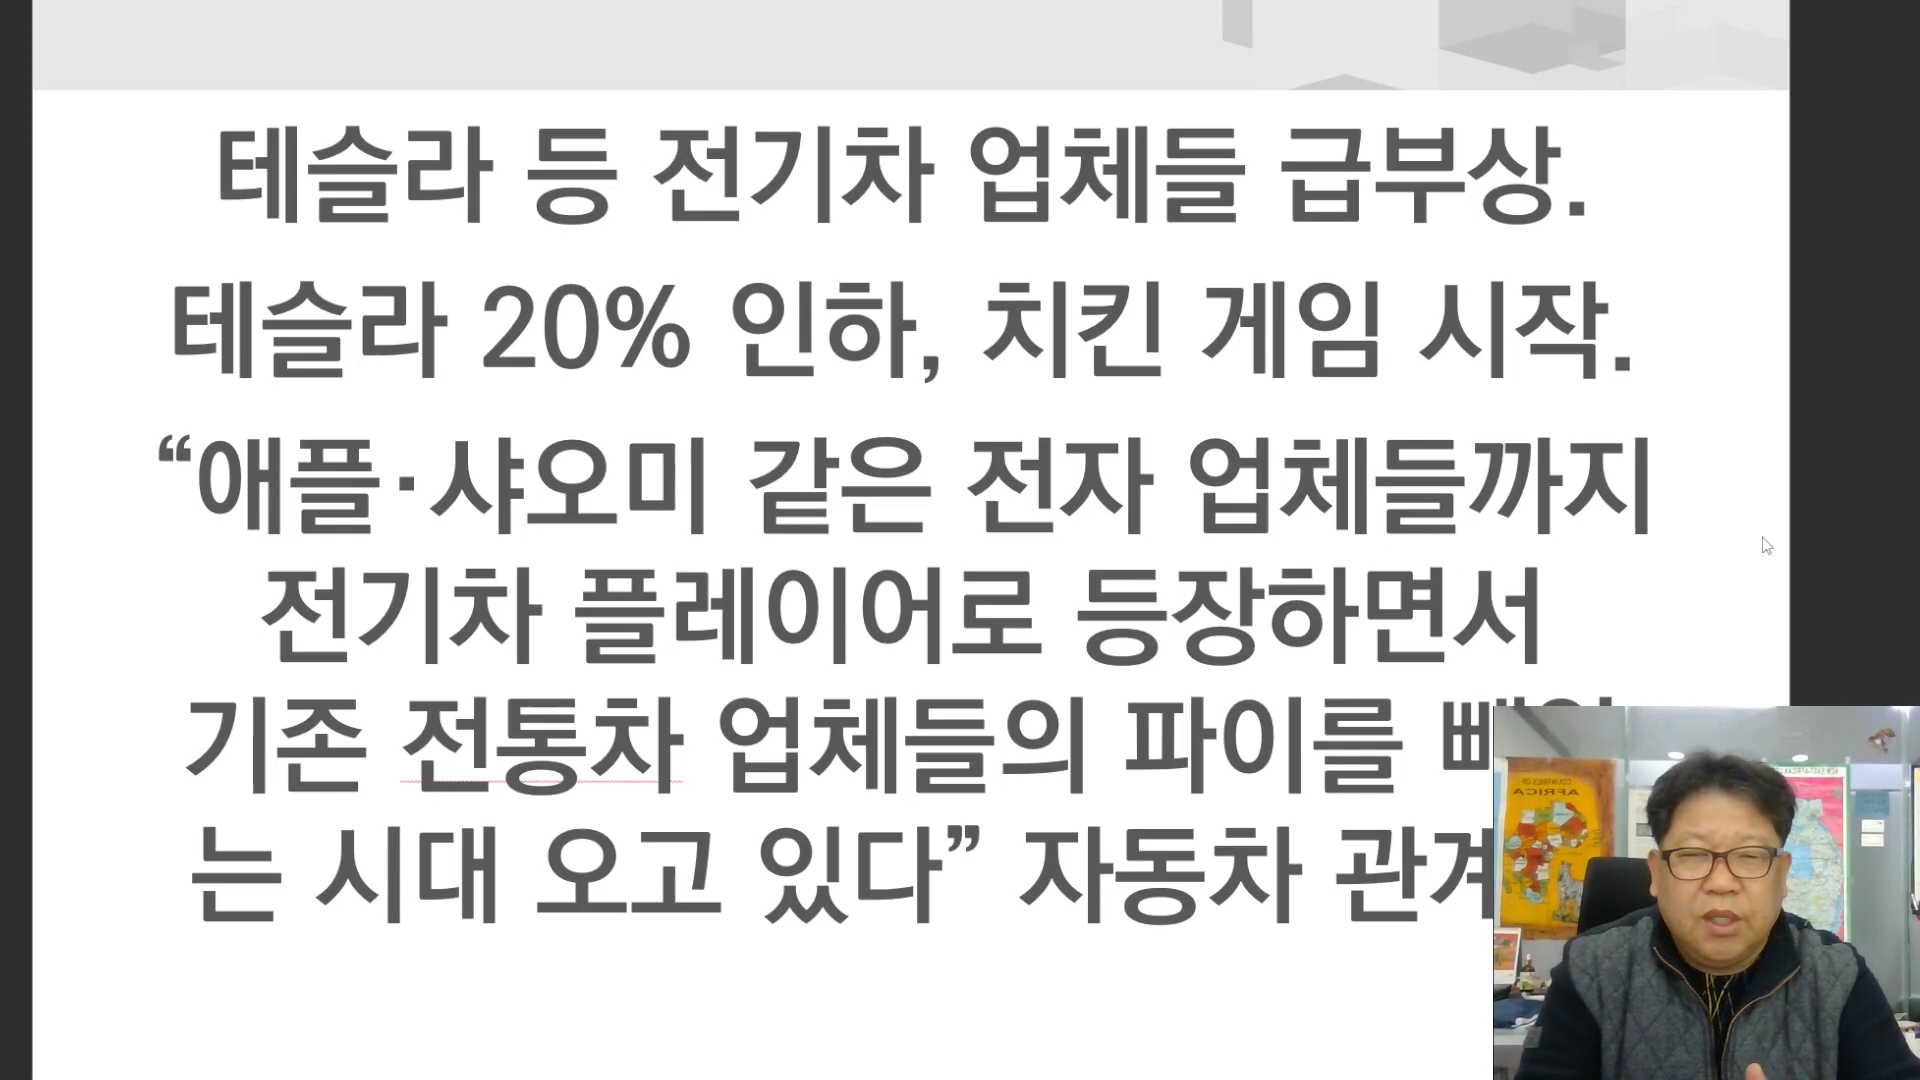 테슬라 등 전기차 업체들 급부상.
테슬라 20% 인하, 치킨 게임 시작.
“애플·샤오미 같은 전자 업체들까지
전기차 플레이어로 등장하면서
기존 전통차 업체들의 파이를
는 시대 오고 있다” 자동차
COUNTRIES OF
AFRICA